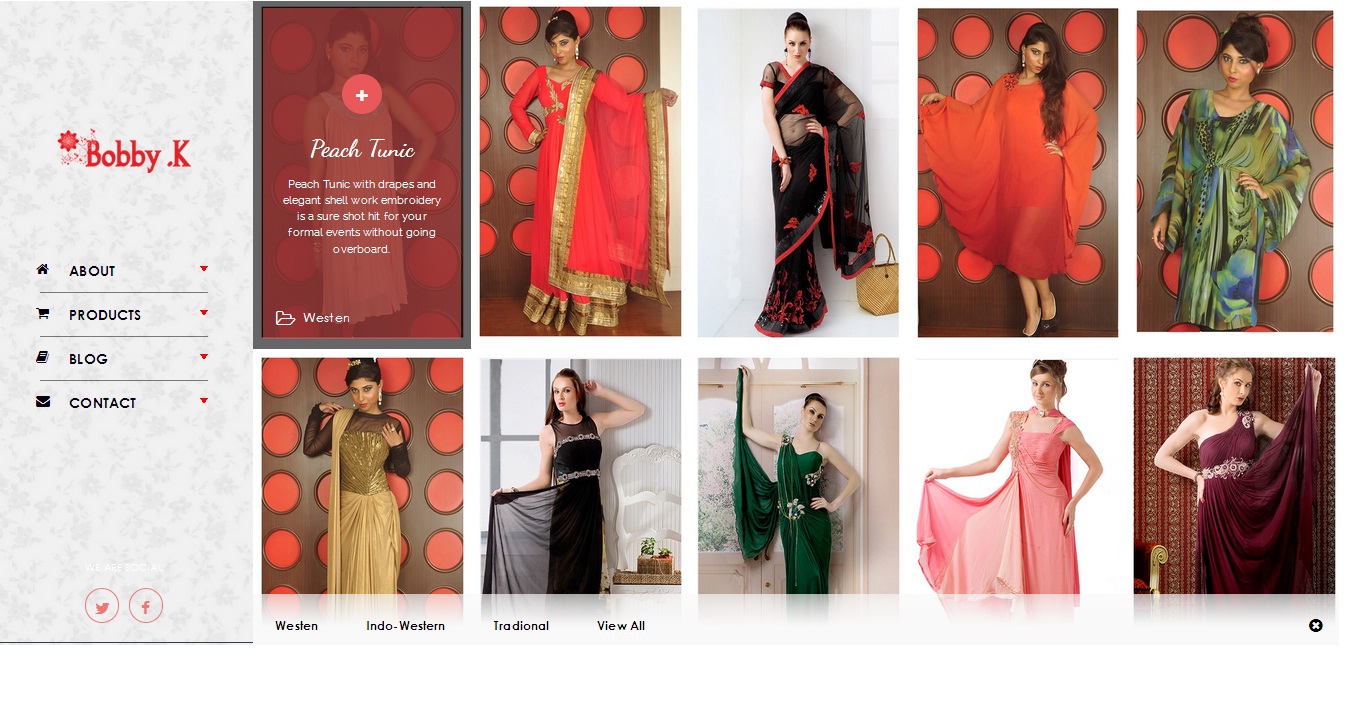 Bobby .K
ABOUT
PRODUCTS
BLOG
CONTACT
WE ARE SOCIAL
+
Peach Tunic
Peach Tunic with drapes and
elegant shell work embroidery
is a sure shot hit for your
formal events without going
overboard.
Westen
Westen Indo-Western Tradional View All